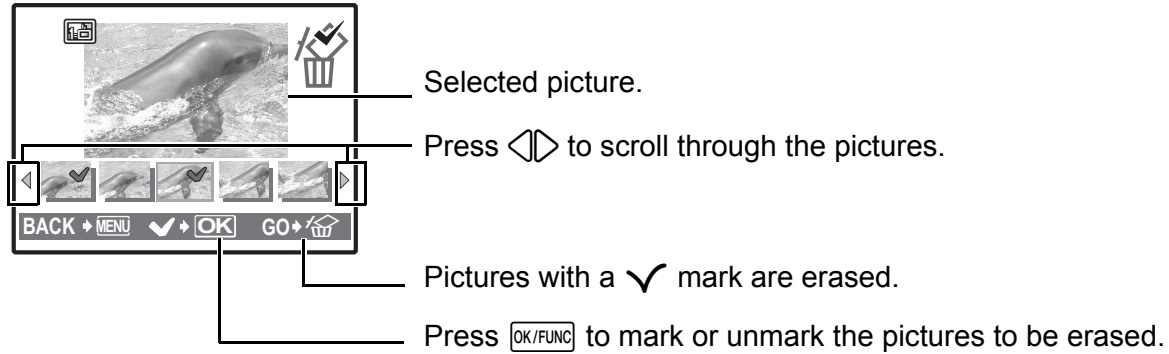 Selected picture.
Press to scroll through the pictures.
BACK MENU OK GO
Pictures with a mark are erased.
Press OK/FUNC to mark or unmark the pictures to be erased.